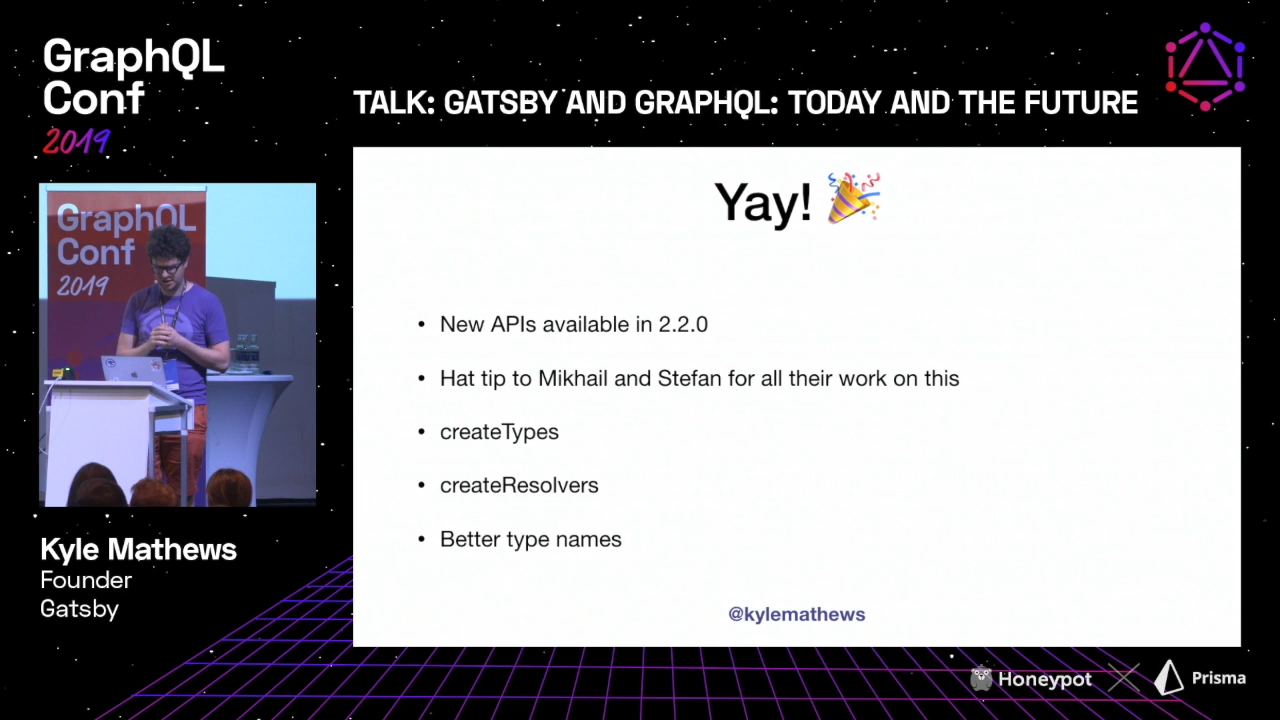 GraphQL
Conf
2019
TALK: GATSBY AND GRAPHQL: TODAY AND THE FUTURE
GraphQL
Conf
2019
Yay! 🎉
• New APIs available in 2.2.0
• Hat tip to Mikhail and Stefan for all their work on this
• createTypes
• createResolvers
• Better type names
@kylemathews
Kyle Mathews
Founder
Gatsby
Honeypot
Prisma